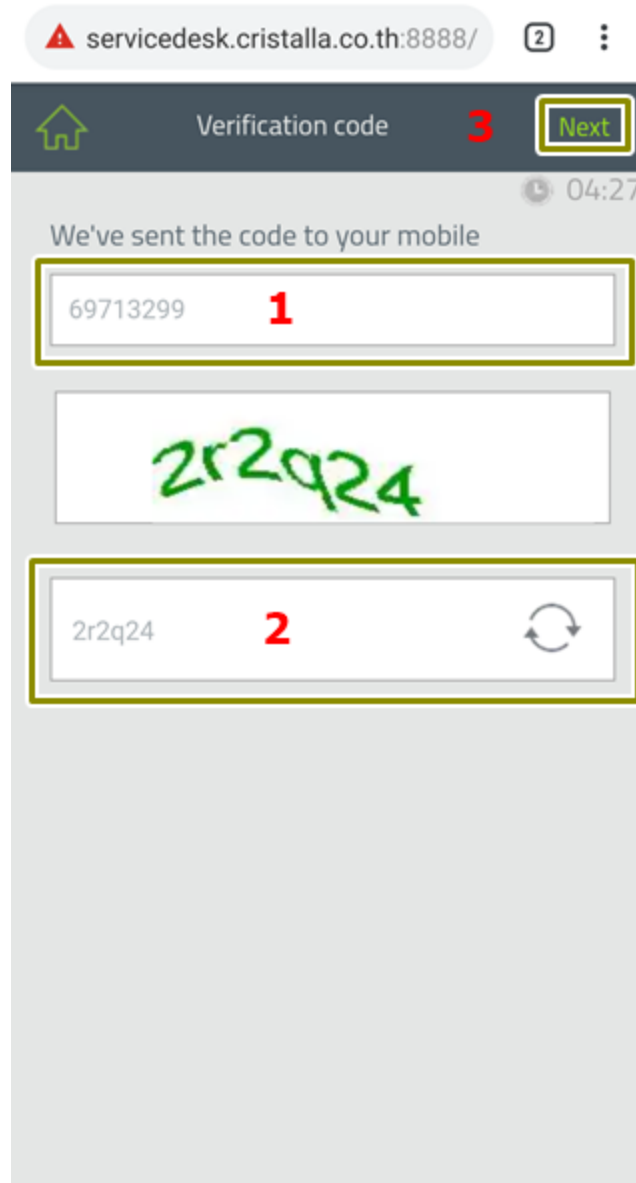 servicedesk.cristalla.co.th:8888/ 2
Verification code 3 Next
04:27
We've sent the code to your mobile
69713299 1
2r2q24
2r2q24 2